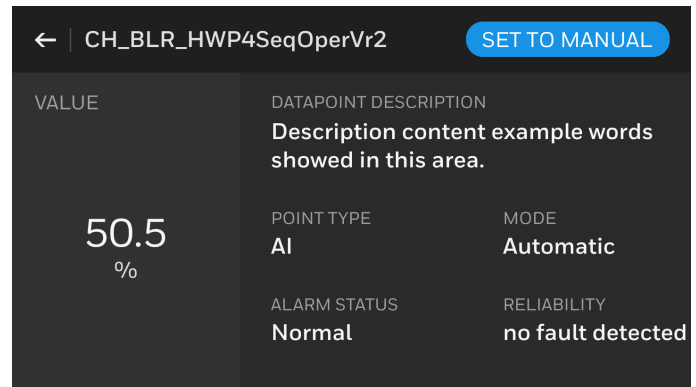 ← | CH_BLR_HWP4SeqOperVr2
SET TO MANUAL
VALUE
50.5
%
DATAPOINT DESCRIPTION
Description content example words
showed in this area.
POINT TYPE
AI
MODE
Automatic
ALARM STATUS
Normal
RELIABILITY
no fault detected